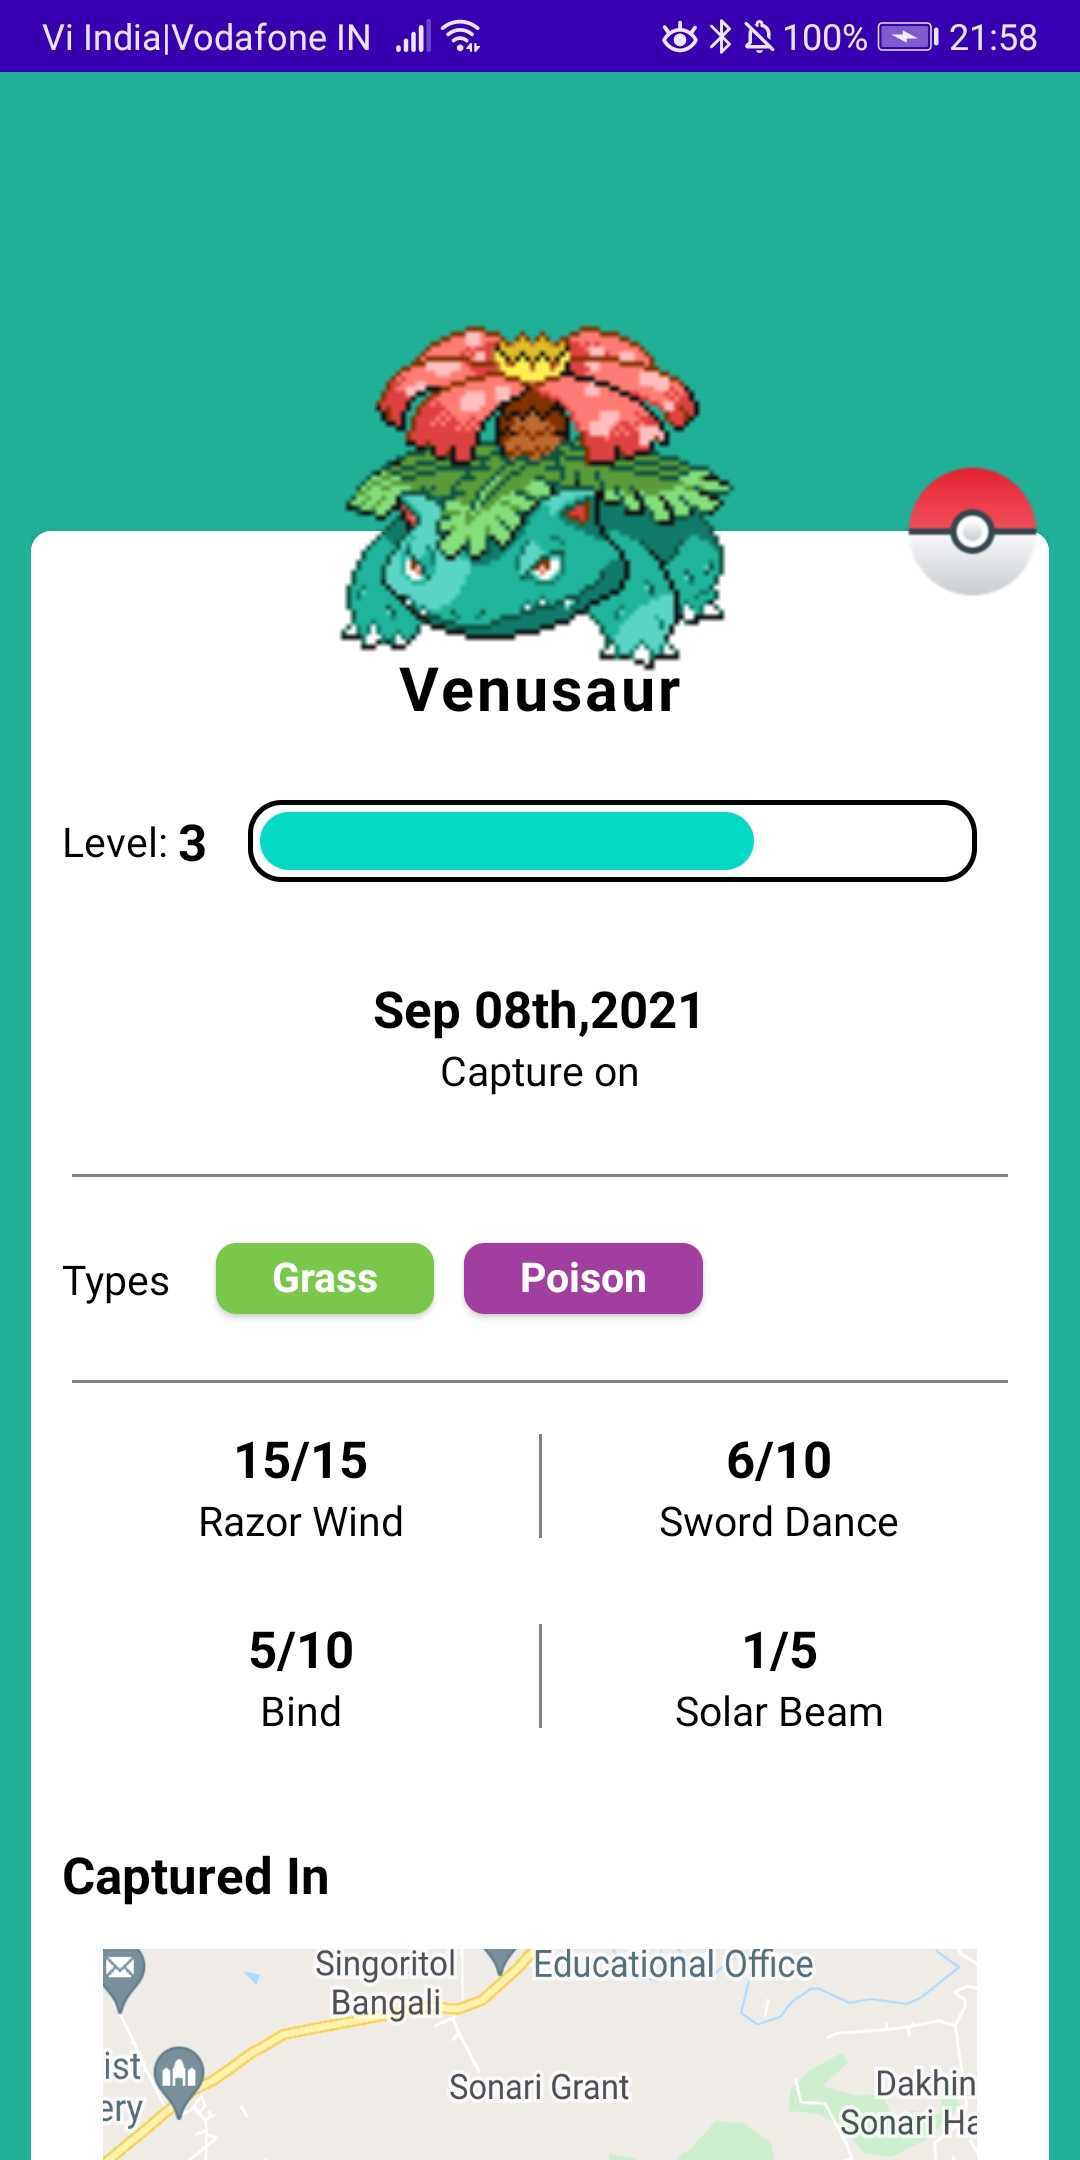 Vi India|Vodafone IN 100% 21:58
Venusaur
Level: 3
Sep 08th,2021
Capture on
Types Grass Poison
15/15 6/10
Razor Wind Sword Dance
5/10 1/5
Bind Solar Beam
Captured In
Singoritol Educational Office
Bangali
ist
Sonari Grant Dakhin
ery Sonari Ha